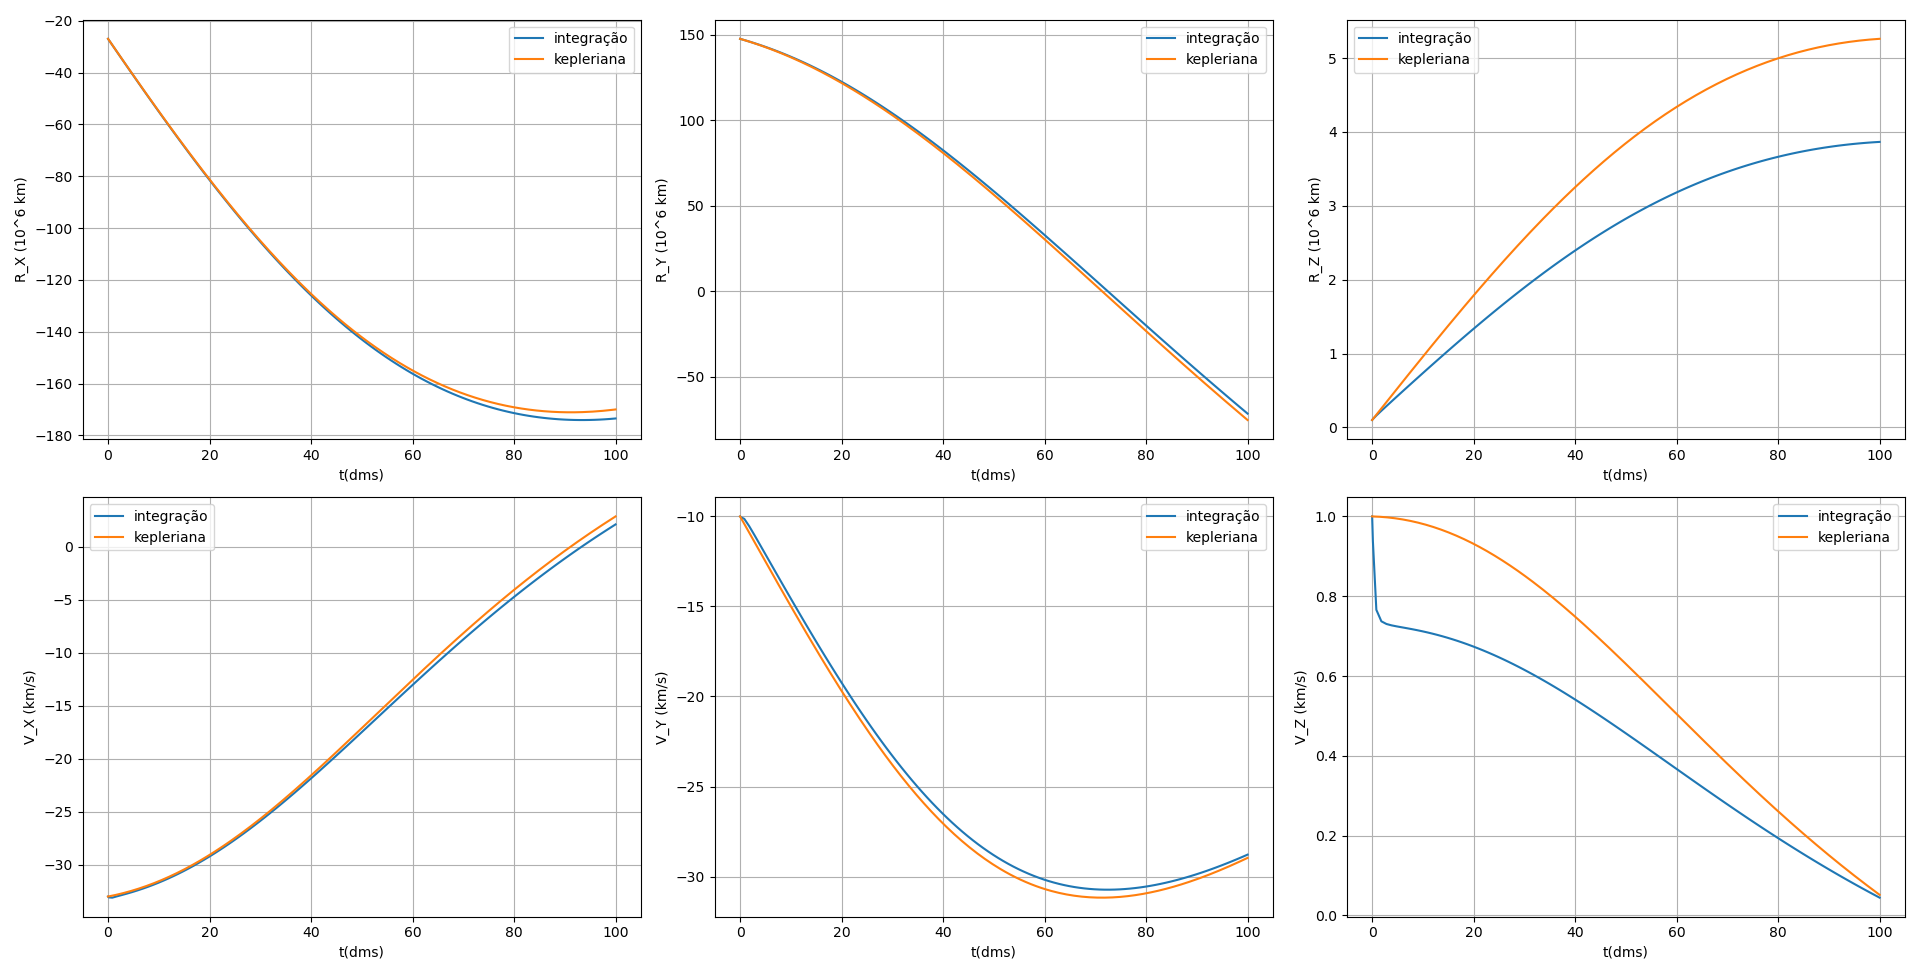 −20
−40
−60
−80
−100
−120
−140
−160
−180
R_X (10^6 km)
integração
kepleriana
0 20 40 60 80 100
t(dms)
150
100
50
0
−50
R_Y (10^6 km)
integração
kepleriana
0 20 40 60 80 100
t(dms)
5
4
3
2
1
0
R_Z (10^6 km)
integração
kepleriana
0 20 40 60 80 100
t(dms)
0
−5
−10
−15
−20
−25
−30
V_X (km/s)
integração
kepleriana
0 20 40 60 80 100
t(dms)
−10
−15
−20
−25
−30
V_Y (km/s)
integração
kepleriana
0 20 40 60 80 100
t(dms)
1.0
0.8
0.6
0.4
0.2
0.0
V_Z (km/s)
integração
kepleriana
0 20 40 60 80 100
t(dms)